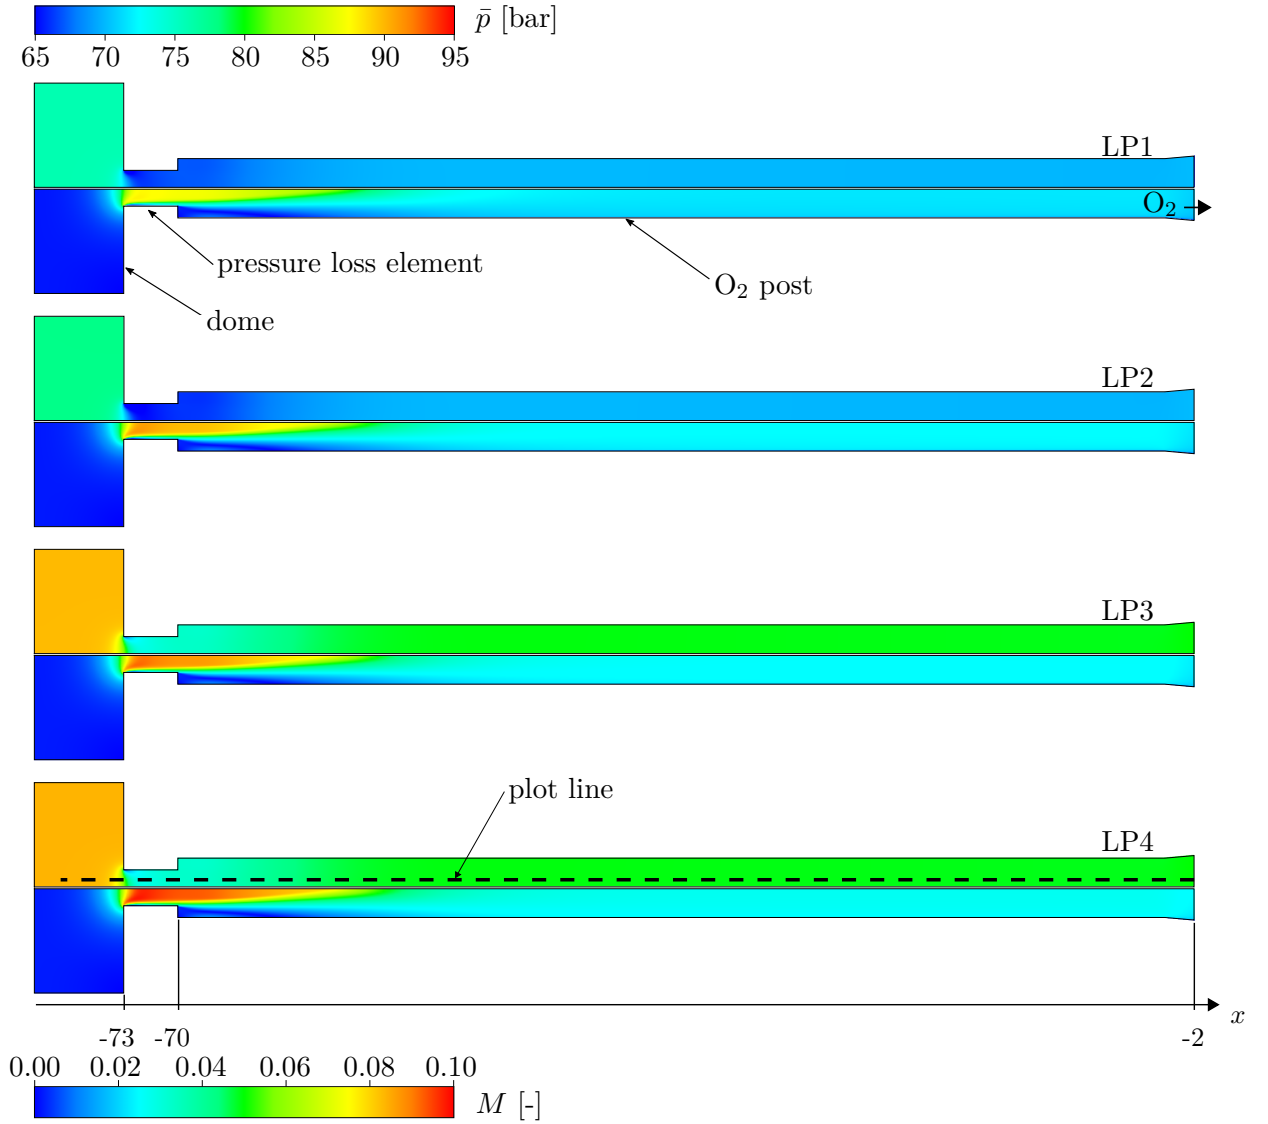 p̄ [bar]
65 70 75 80 85 90 95
LP1
O₂
pressure loss element
O₂ post
dome
LP2
LP3
plot line
LP4
x
-73 -70 -2
0.00 0.02 0.04 0.06 0.08 0.10
M [-]